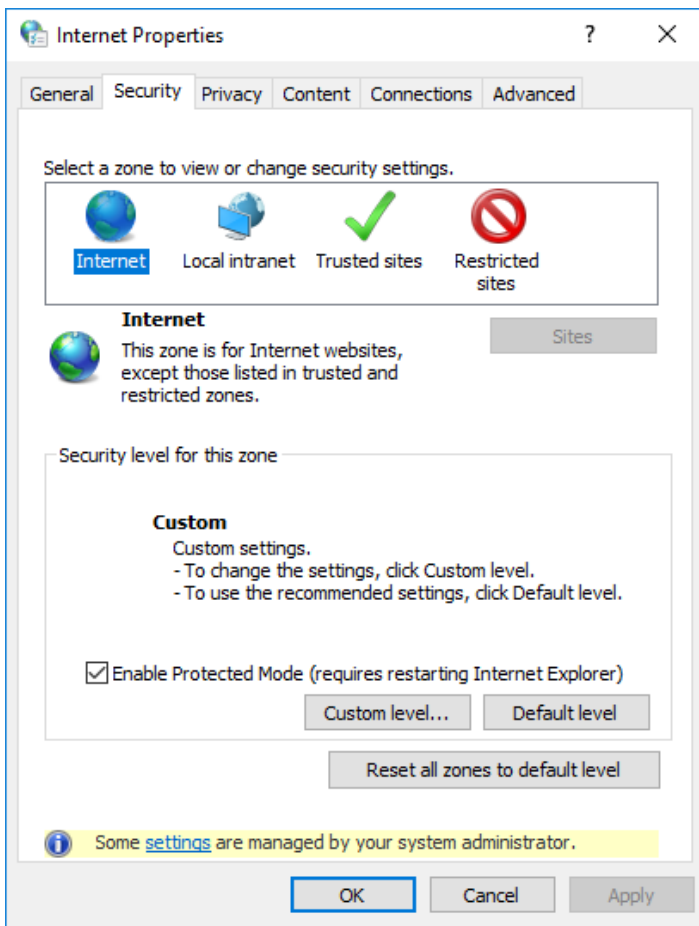 Internet Properties
?
General Security Privacy Content Connections Advanced
Select a zone to view or change security settings.
Internet Local intranet Trusted sites Restricted
sites
Internet
Sites
This zone is for Internet websites,
except those listed in trusted and
restricted zones.
Security level for this zone
Custom
Custom settings.
- To change the settings, click Custom level.
- To use the recommended settings, click Default level.
Enable Protected Mode (requires restarting Internet Explorer)
Custom level... Default level
Reset all zones to default level
Some settings are managed by your system administrator.
OK Cancel Apply